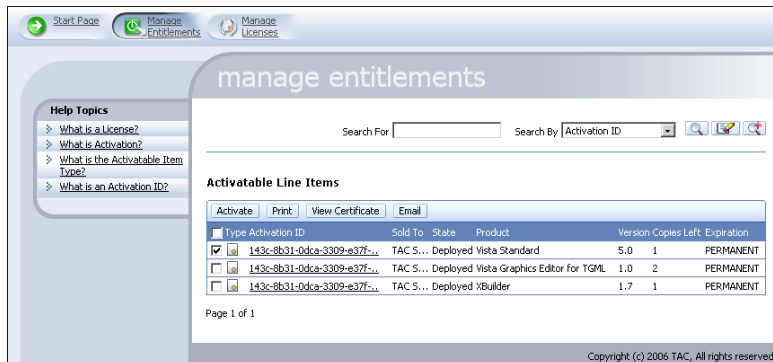 Start Page
Manage
Entitlements
Manage
Licenses
manage entitlements
Help Topics
What is a License?
What is Activation?
What is the Activatable Item
Type?
What is an Activation ID?
Search For
Search By Activation ID
Activatable Line Items
Activate Print View Certificate Email
Type Activation ID Sold To State Product Version Copies Left Expiration
143c-8b31-0dca-3309-e37f-... TAC S... Deployed Vista Standard 5.0 1 PERMANENT
143c-8b31-0dca-3309-e37f-... TAC S... Deployed Vista Graphics Editor for TGML 1.0 2 PERMANENT
143c-8b31-0dca-3309-e37f-... TAC S... Deployed XBuilder 1.7 1 PERMANENT
Page 1 of 1
Copyright (c) 2006 TAC, All rights reserved